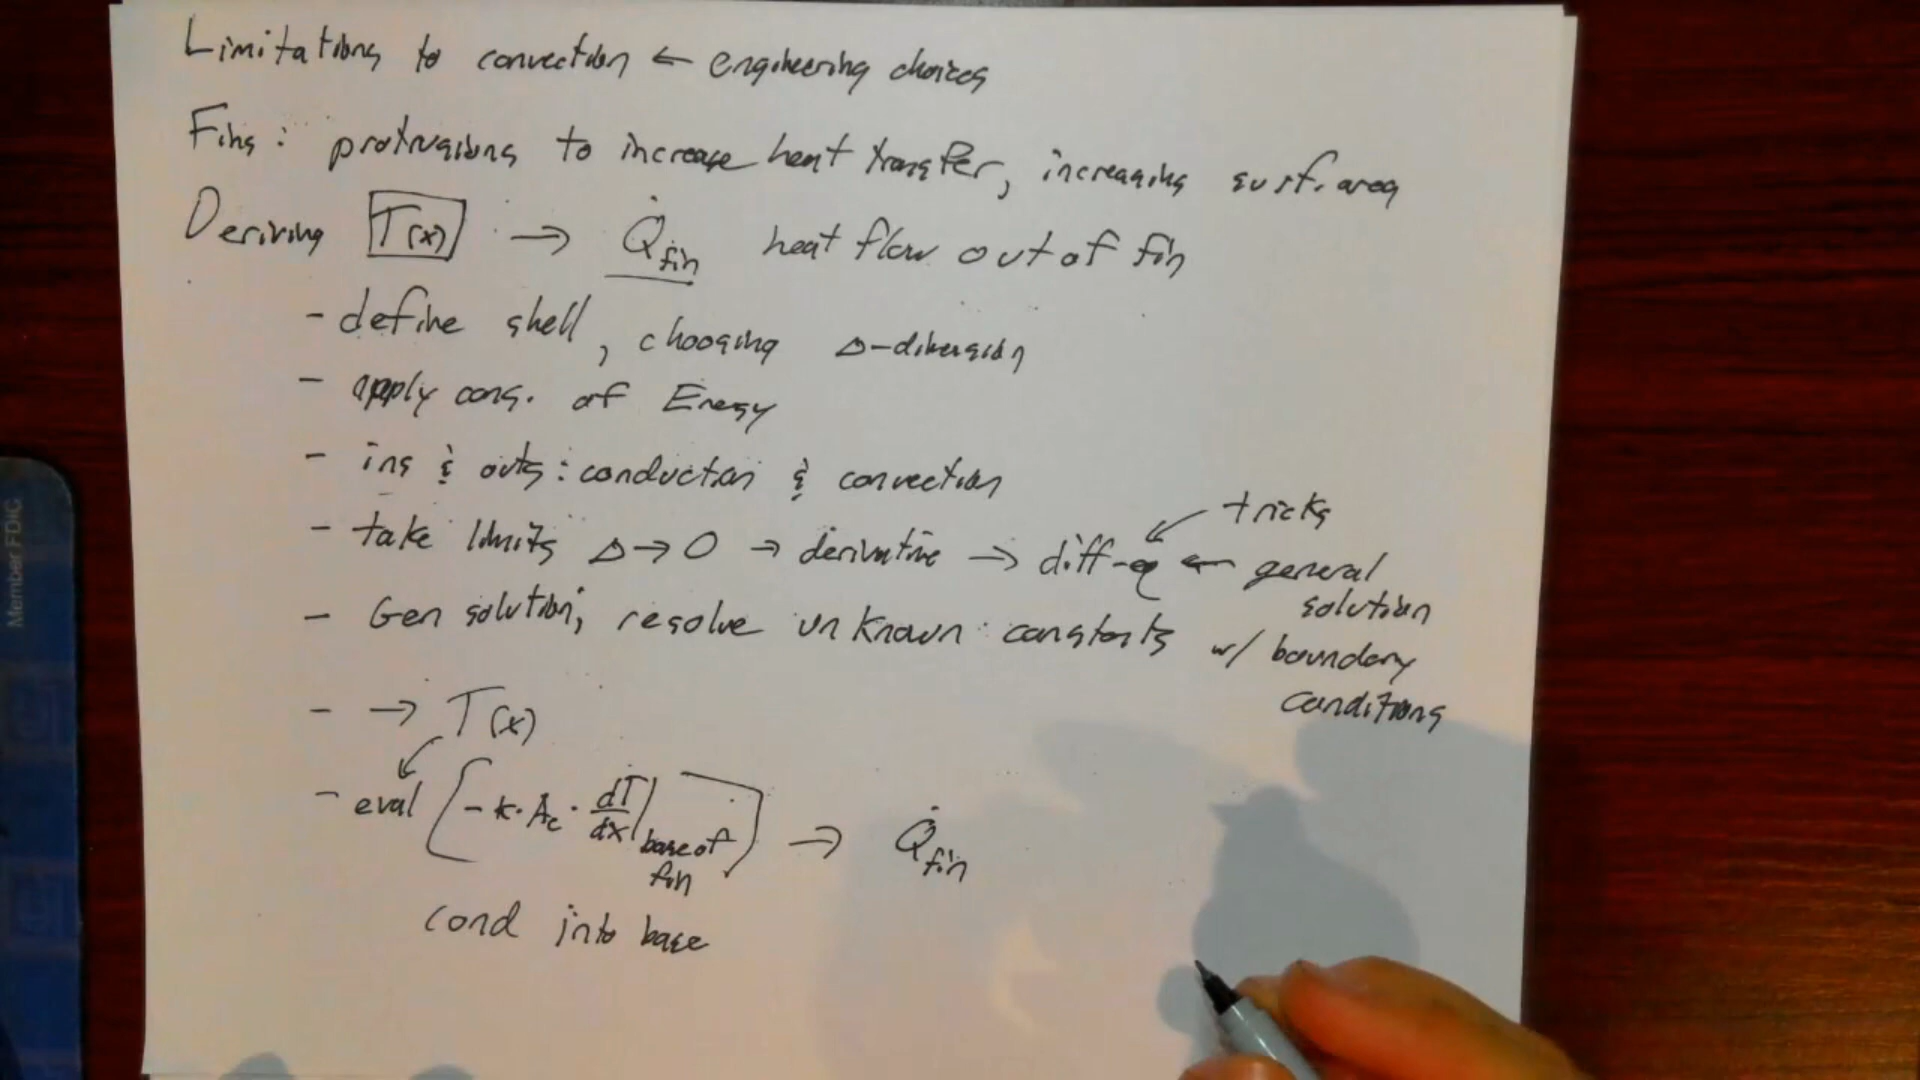 Limitations to convection ← engineering choices
Fins: protrusions to increase heat transfer, increasing surf. area
Deriving T(x) → Q̇fin heat flow out of fin
- define shell, choosing Δ-dimension
- apply cons. of Energy
- ins & outs: conduction & convection
- take limits Δ→0 → derivative → diff-eq ← general solution
tricks
- Gen solution; resolve unknown constants w/ boundary conditions
- → T(x)
- eval [-k·Ac·dT/dx|base of fin] → Q̇fin
cond into base
Member FDIC